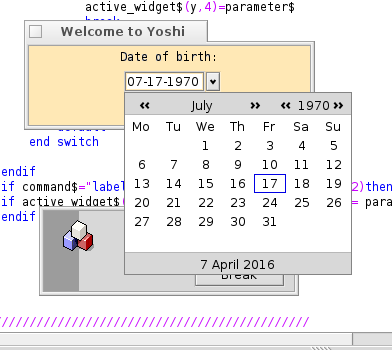 active_widget$(y,4)=parameter$
Welcome to Yoshi
Date of birth:
07-17-1970
July 1970
Mo Tu We Th Fr Sa Su
1 2 3 4 5
6 7 8 9 10 11 12
13 14 15 16 17 18 19
20 21 22 23 24 25 26
27 28 29 30 31
7 April 2016
end switch
endif
if command$="labe 2)then
if active_widget$( = para
endif
Break
////////////////////////////////////////////